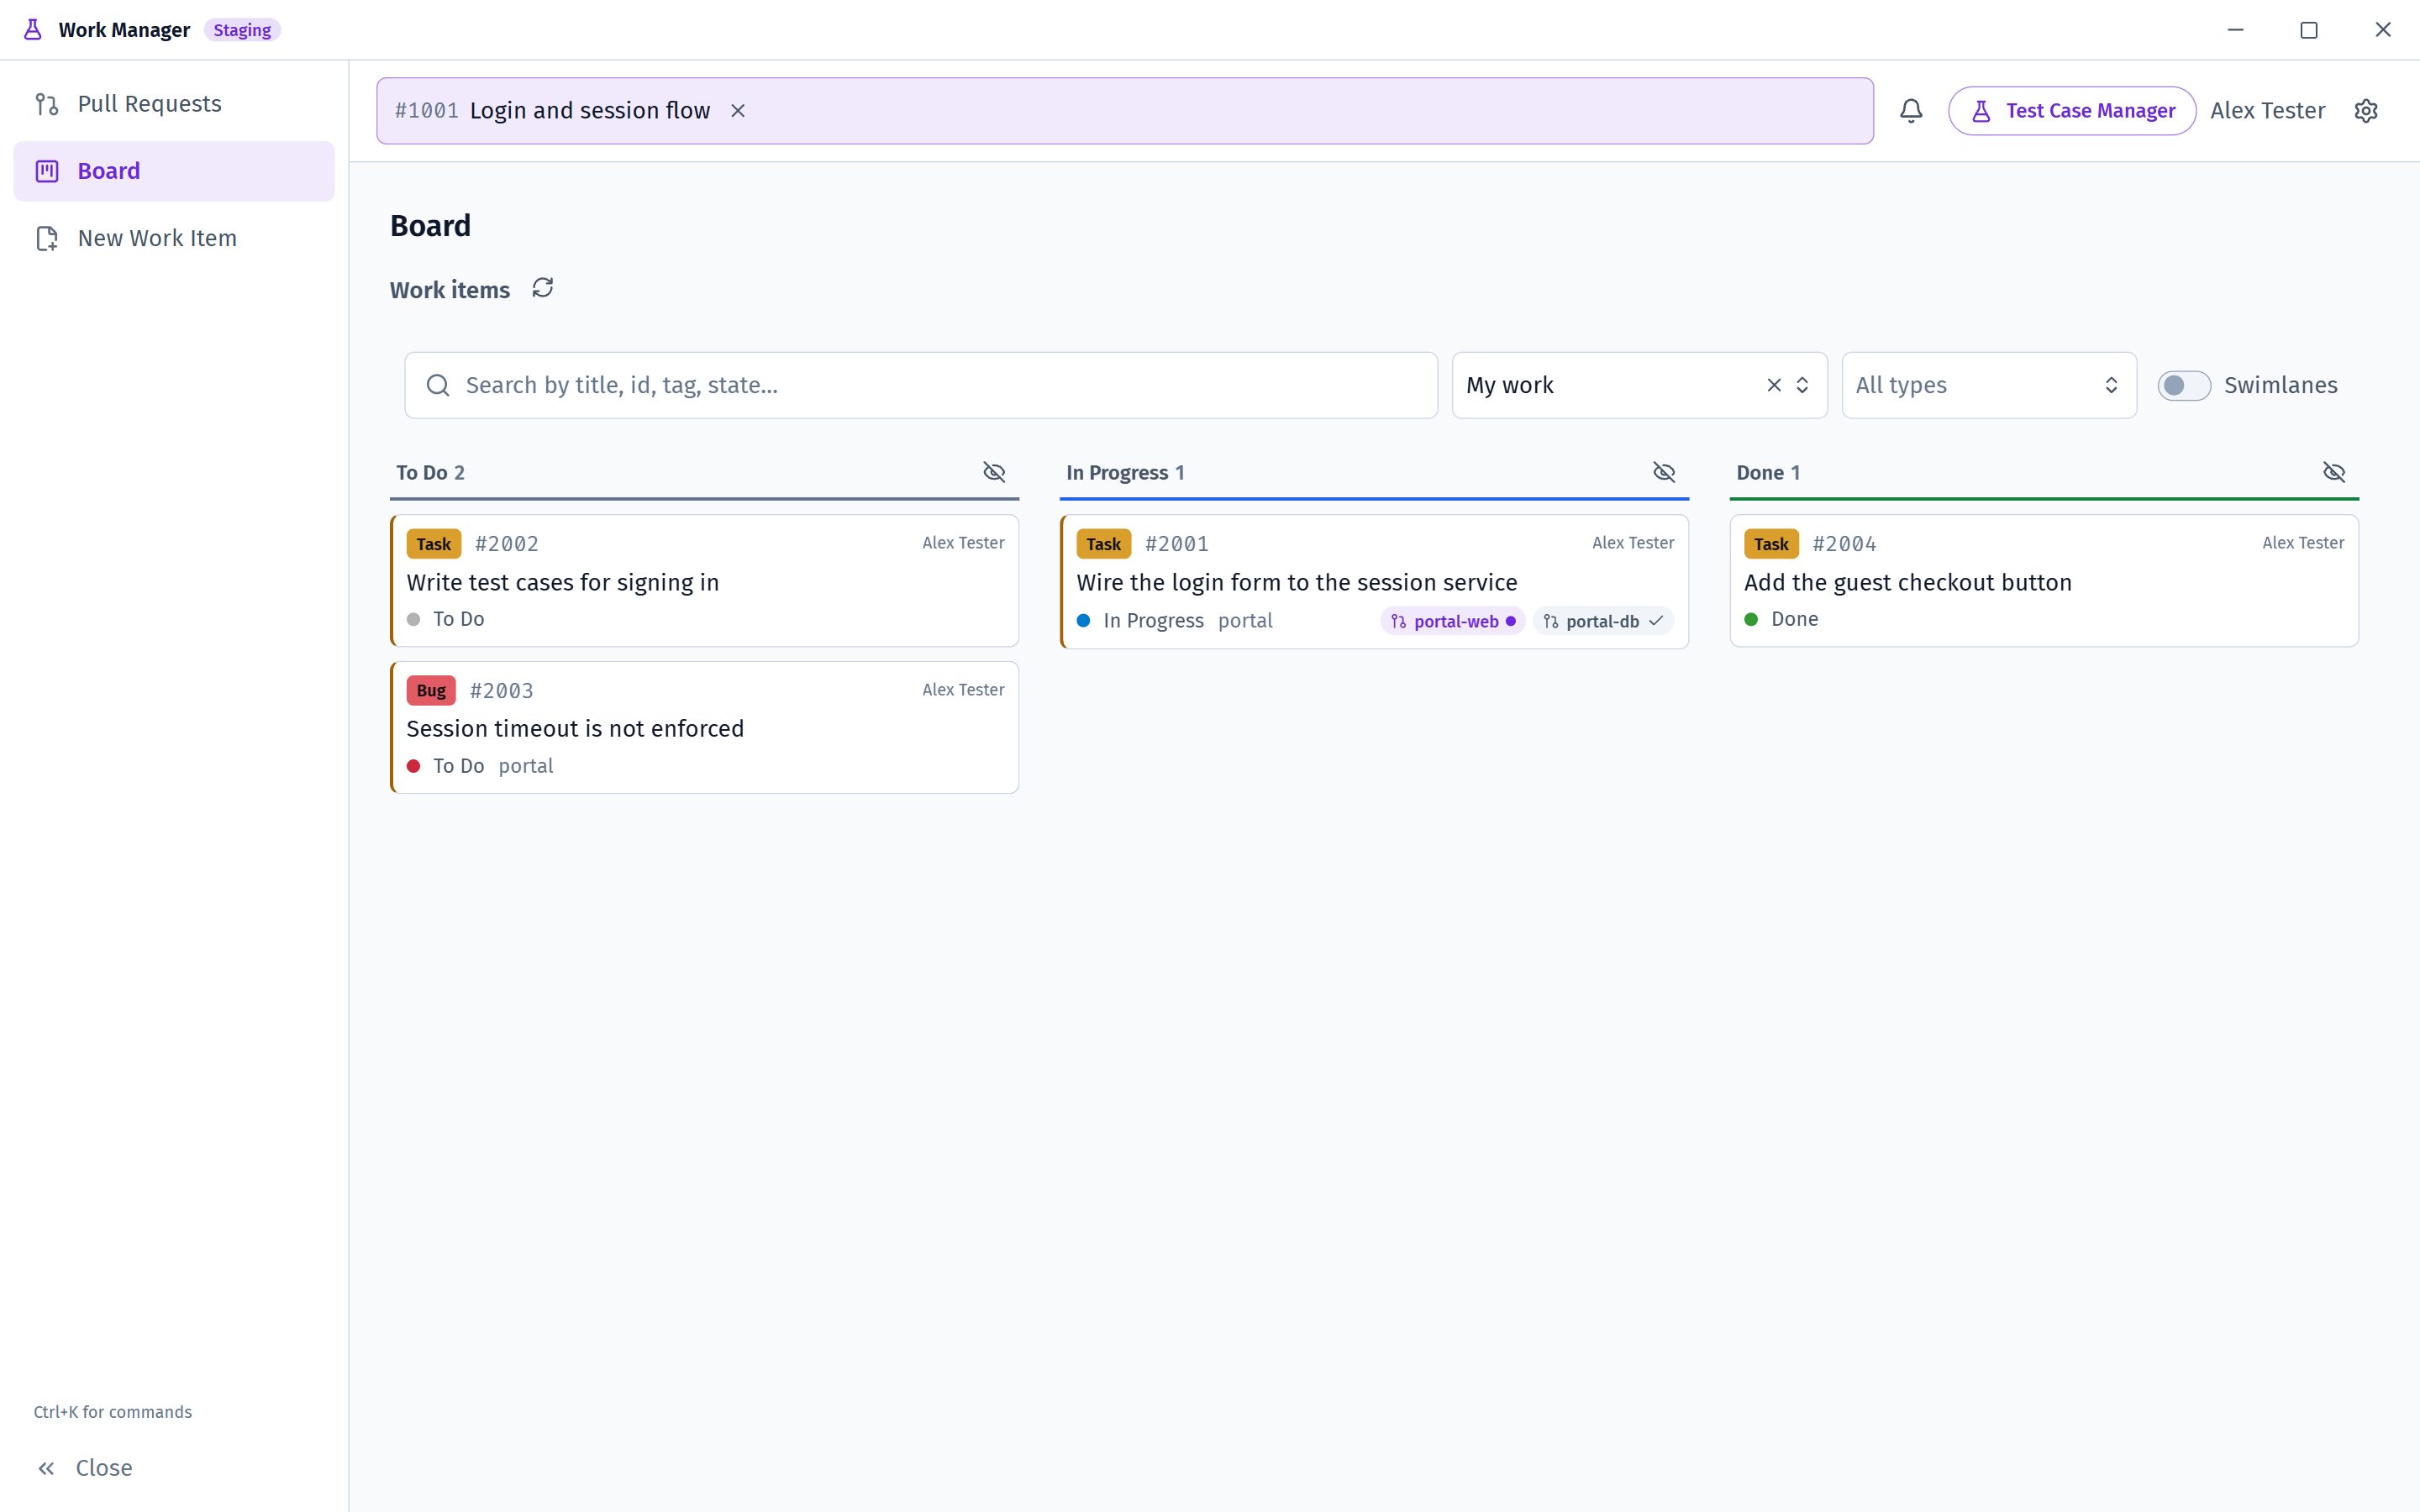 Work Manager Staging
Pull Requests
Board
New Work Item
Ctrl+K for commands
Close
#1001 Login and session flow
Test Case Manager
Alex Tester
Board
Work items
Search by title, id, tag, state...
My work
All types
Swimlanes
To Do 2
Task #2002 Alex Tester
Write test cases for signing in
To Do
Bug #2003 Alex Tester
Session timeout is not enforced
To Do portal
In Progress 1
Task #2001 Alex Tester
Wire the login form to the session service
In Progress portal portal-web portal-db
Done 1
Task #2004 Alex Tester
Add the guest checkout button
Done